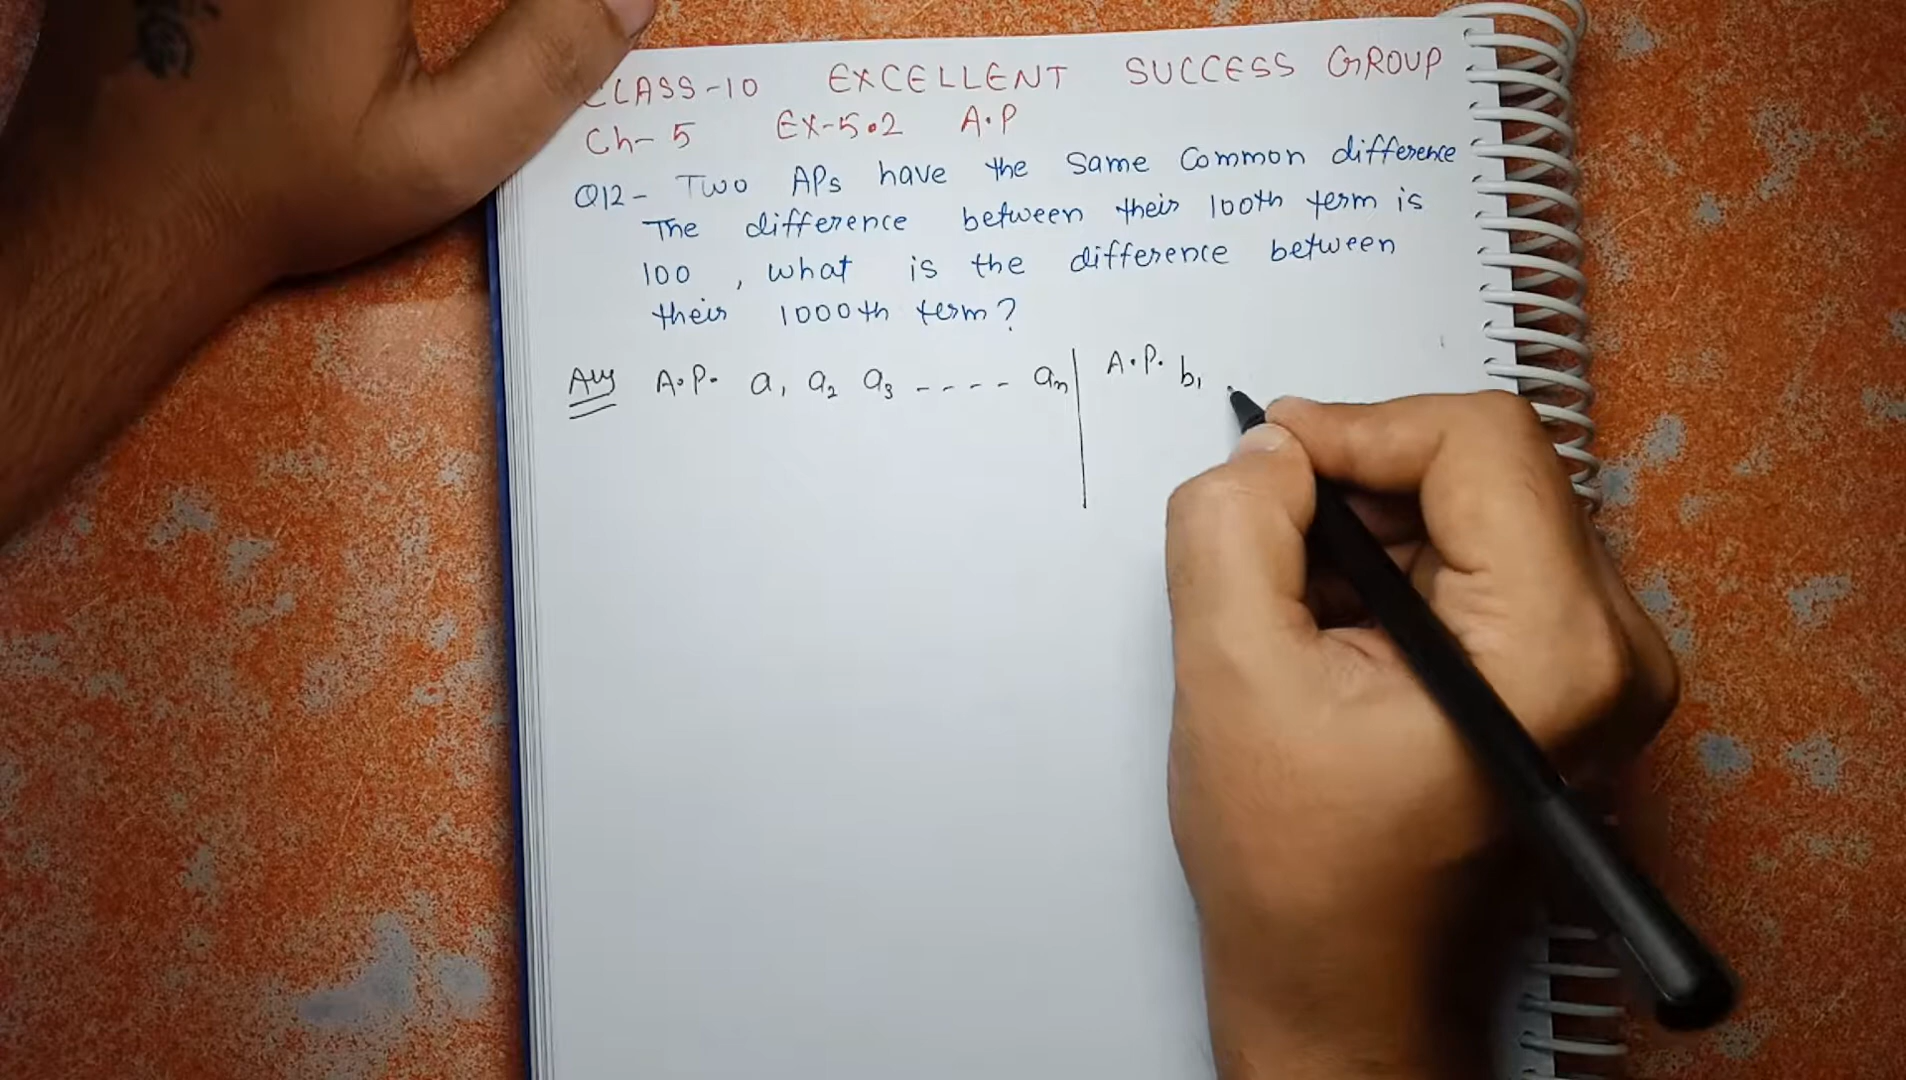 CLASS-10 EXCELLENT SUCCESS GROUP
Ch-5 EX-5.2 A.P
Q12- Two APs have the same common difference
The difference between their 100th term is
100, what is the difference between
their 1000th term?
Ans A.P. a1 a2 a3 ---- an | A.P. b1